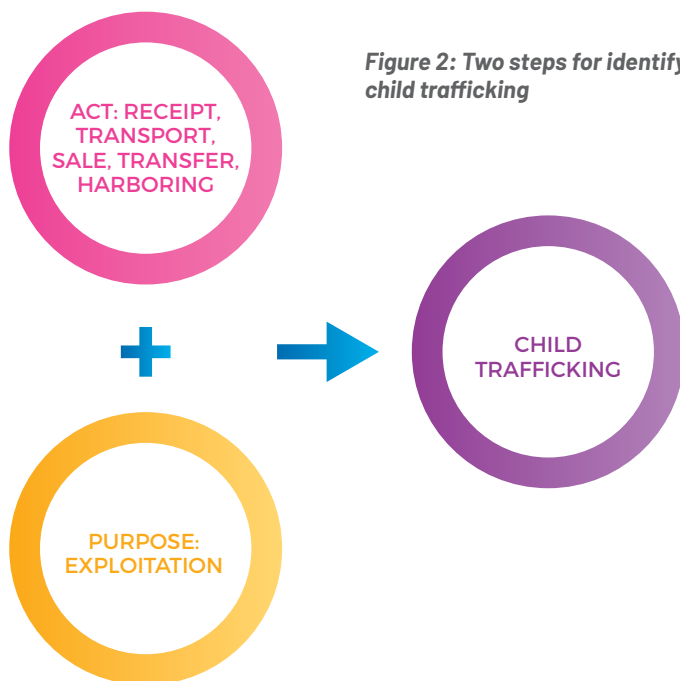 Figure 2: Two steps for identify
child trafficking
ACT: RECEIPT,
TRANSPORT,
SALE, TRANSFER,
HARBORING
CHILD
TRAFFICKING
PURPOSE:
EXPLOITATION